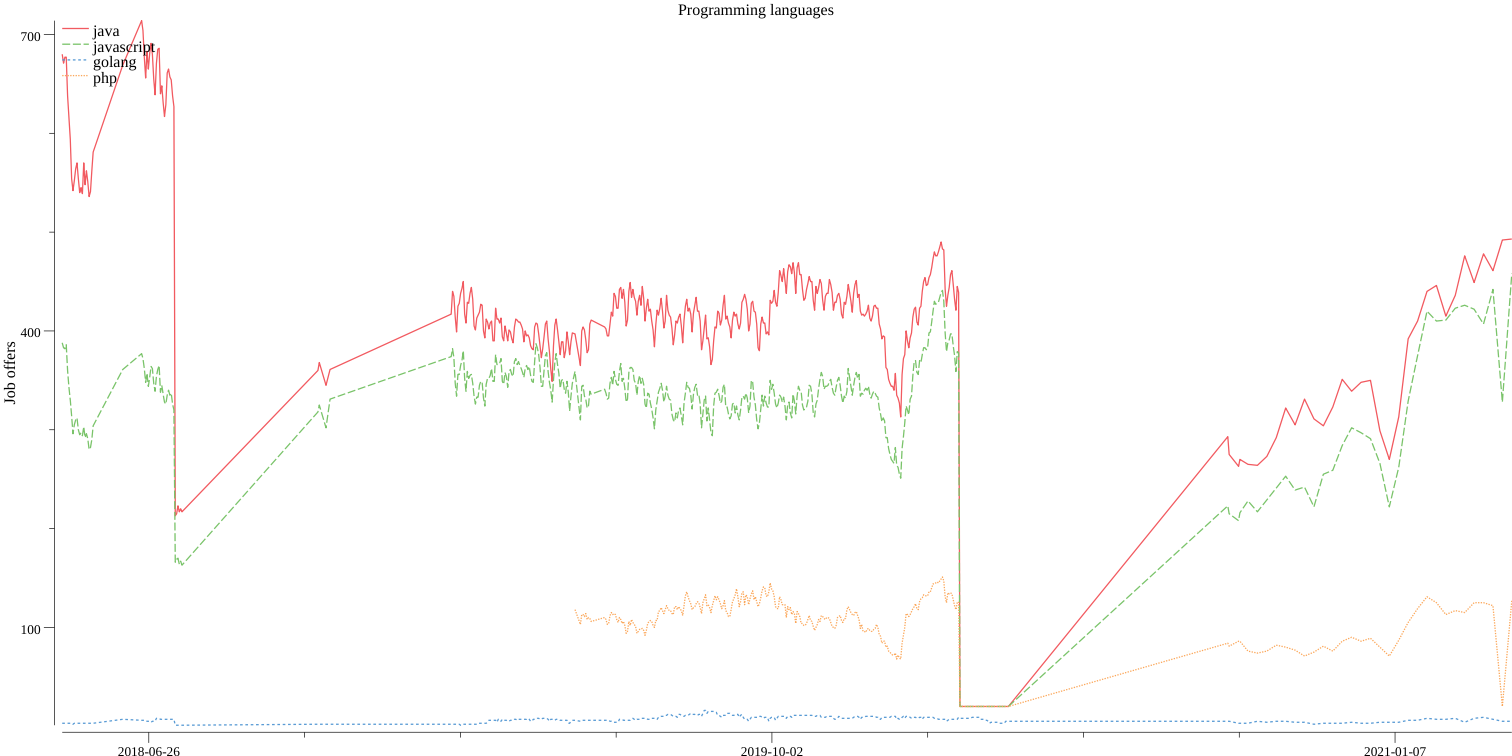 Programming languages
700
java
javascript
golang
php
400
Job offers
100
2018-06-26
2019-10-02
2021-01-07